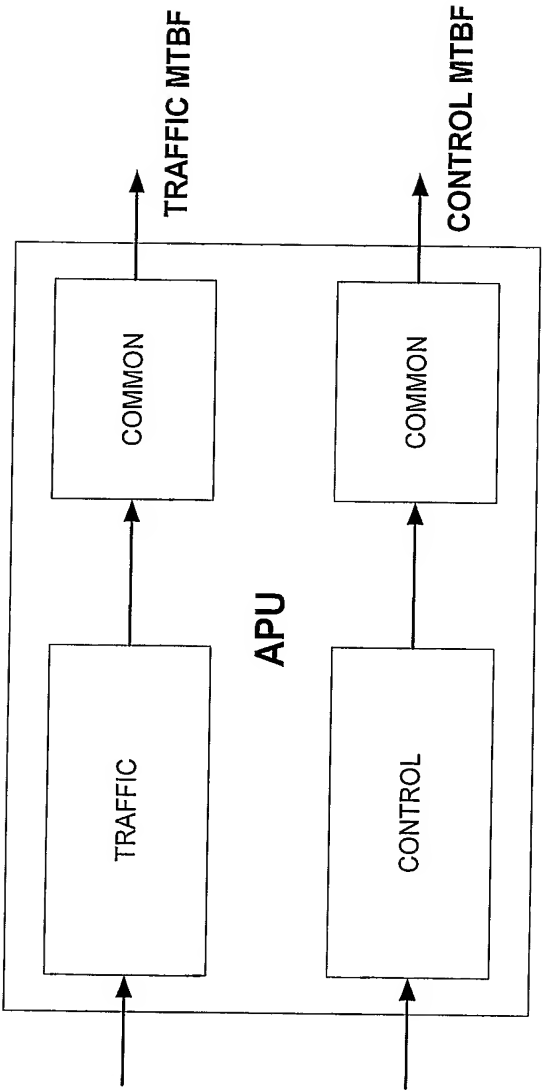 TRAFFIC
COMMON
TRAFFIC MTBF
APU
CONTROL
COMMON
CONTROL MTBF